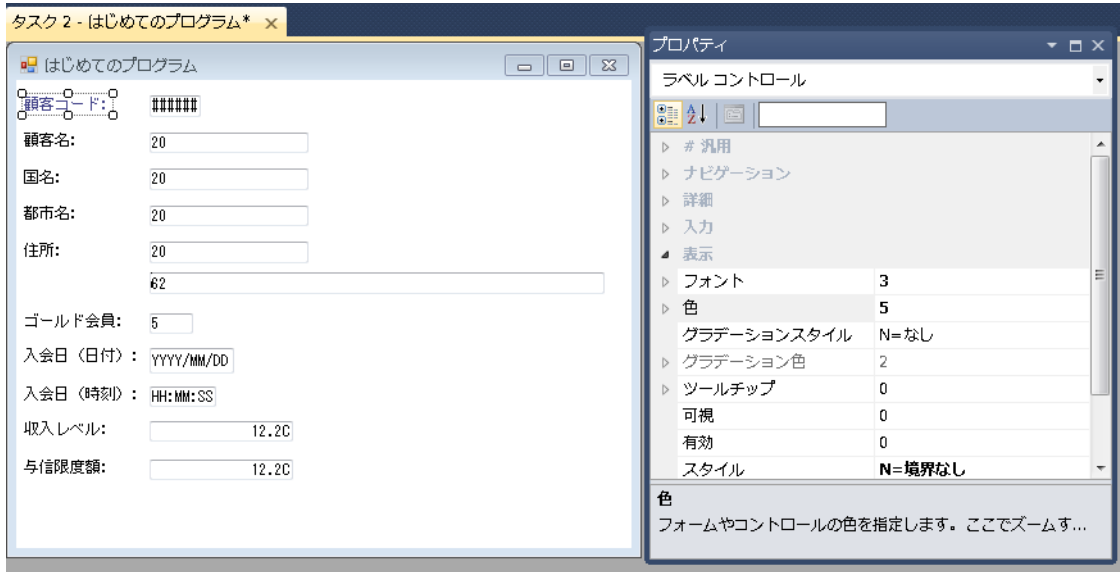 タスク 2 - はじめてのプログラム*
はじめてのプログラム
顧客コード: ######
顧客名: 20
国名: 20
都市名: 20
住所: 20
62
ゴールド会員: 5
入会日（日付）: YYYY/MM/DD
入会日（時刻）: HH:MM:SS
収入レベル: 12.2C
与信限度額: 12.2C
プロパティ
ラベル コントロール
# 汎用
ナビゲーション
詳細
入力
表示
フォント 3
色 5
グラデーションスタイル N=なし
グラデーション色 2
ツールチップ 0
可視 0
有効 0
スタイル N=境界なし
色
フォームやコントロールの色を指定します。ここでズームす...